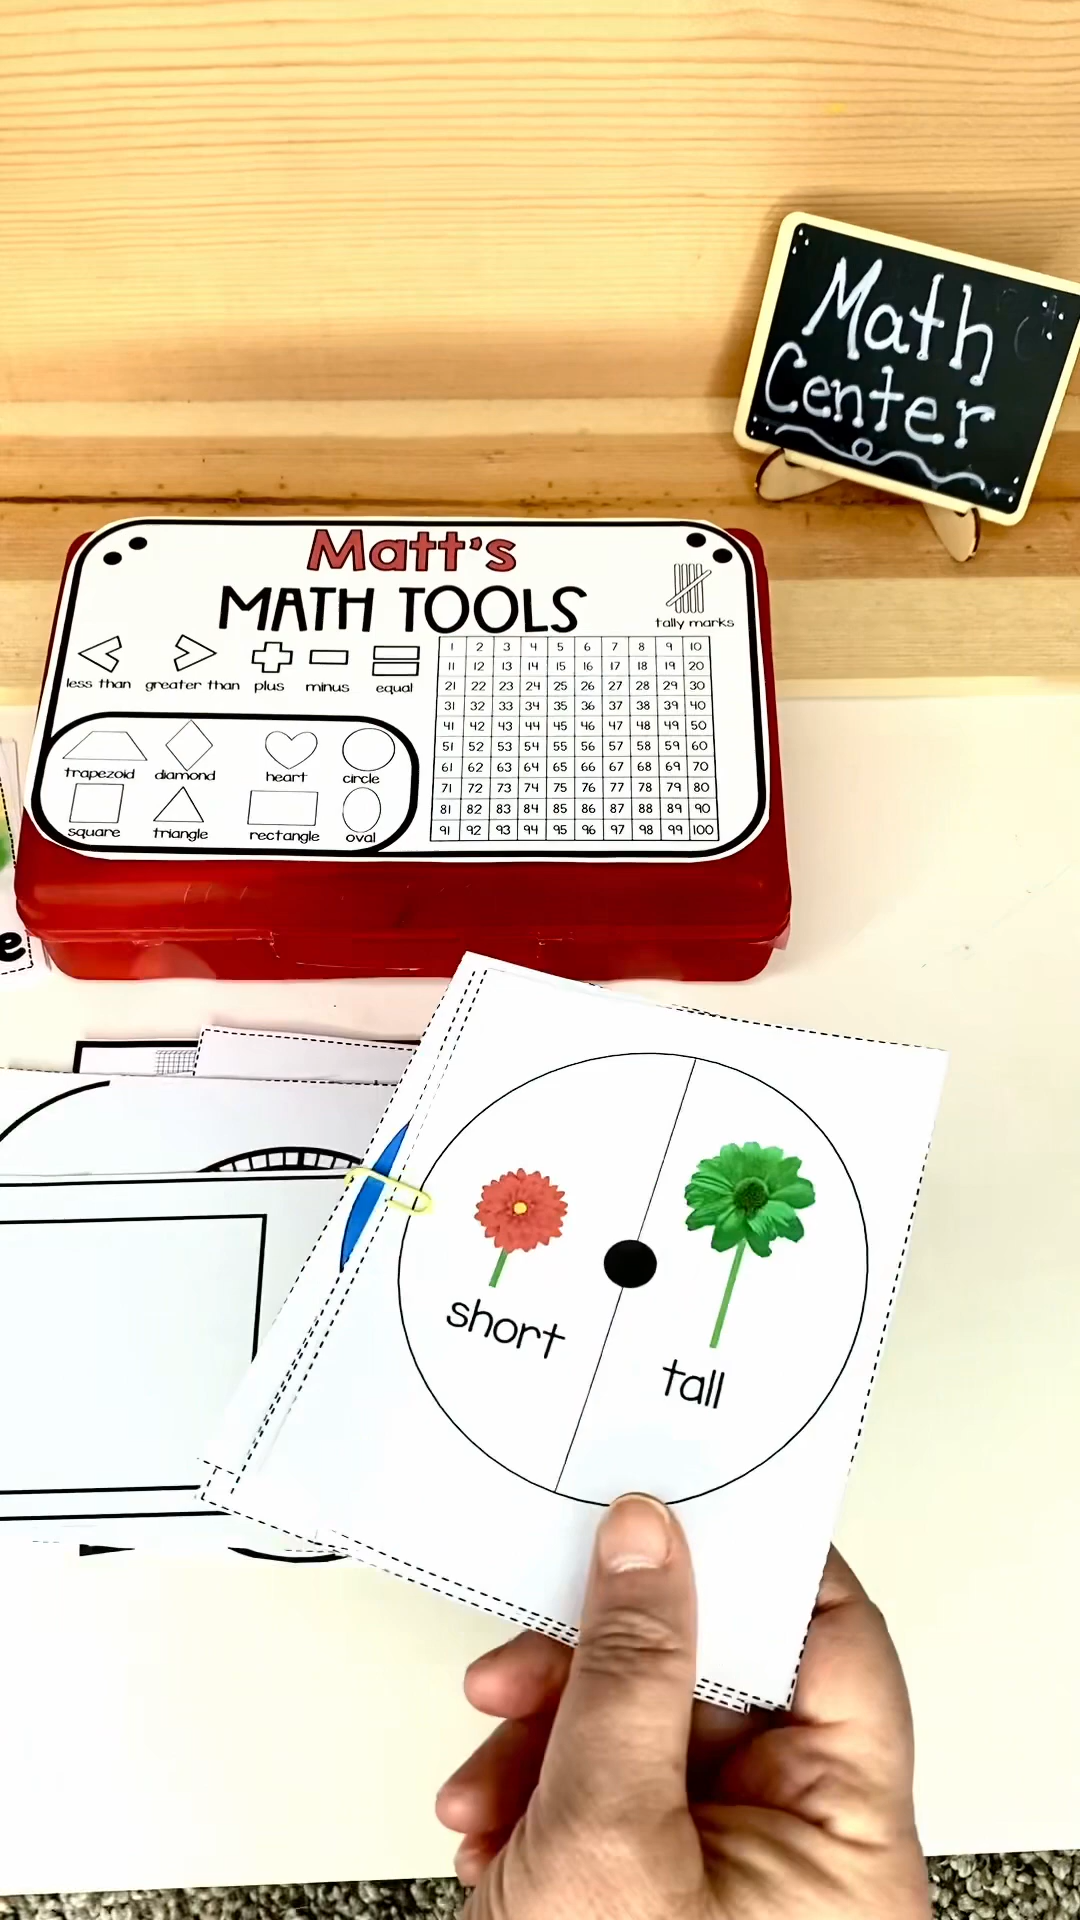 Math
Center
Matt's
MATH TOOLS
tally marks
less than greater than plus minus equal
trapezoid diamond heart circle
square triangle rectangle oval
1 2 3 4 5 6 7 8 9 10
11 12 13 14 15 16 17 18 19 20
21 22 23 24 25 26 27 28 29 30
31 32 33 34 35 36 37 38 39 40
41 42 43 44 45 46 47 48 49 50
51 52 53 54 55 56 57 58 59 60
61 62 63 64 65 66 67 68 69 70
71 72 73 74 75 76 77 78 79 80
81 82 83 84 85 86 87 88 89 90
91 92 93 94 95 96 97 98 99 100
e
short
tall